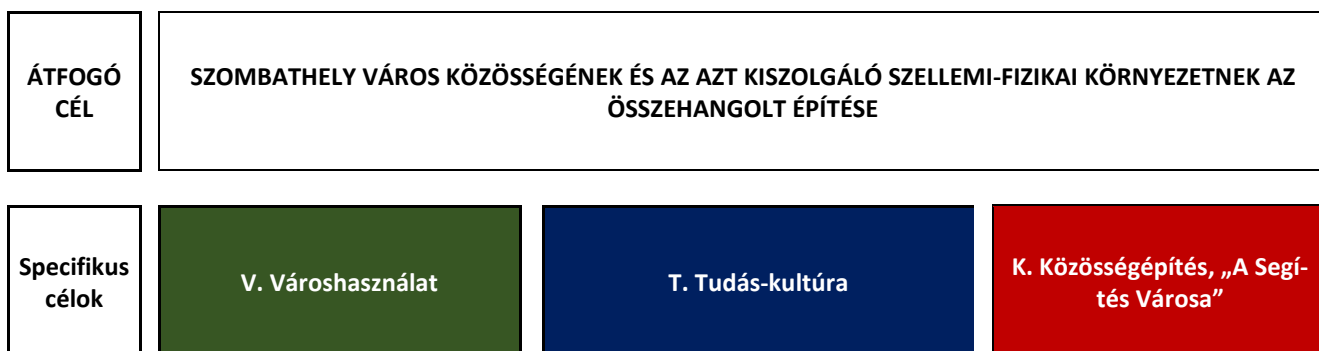 ÁTFOGÓ
CÉL
SZOMBATHELY VÁROS KÖZÖSSÉGÉNEK ÉS AZ AZT KISZOLGÁLÓ SZELLEMI-FIZIKAI KÖRNYEZETNEK AZ
ÖSSZEHANGOLT ÉPÍTÉSE
Specifikus
célok
V. Városhasználat
T. Tudás-kultúra
K. Közösségépítés, „A Segí-
tés Városa”